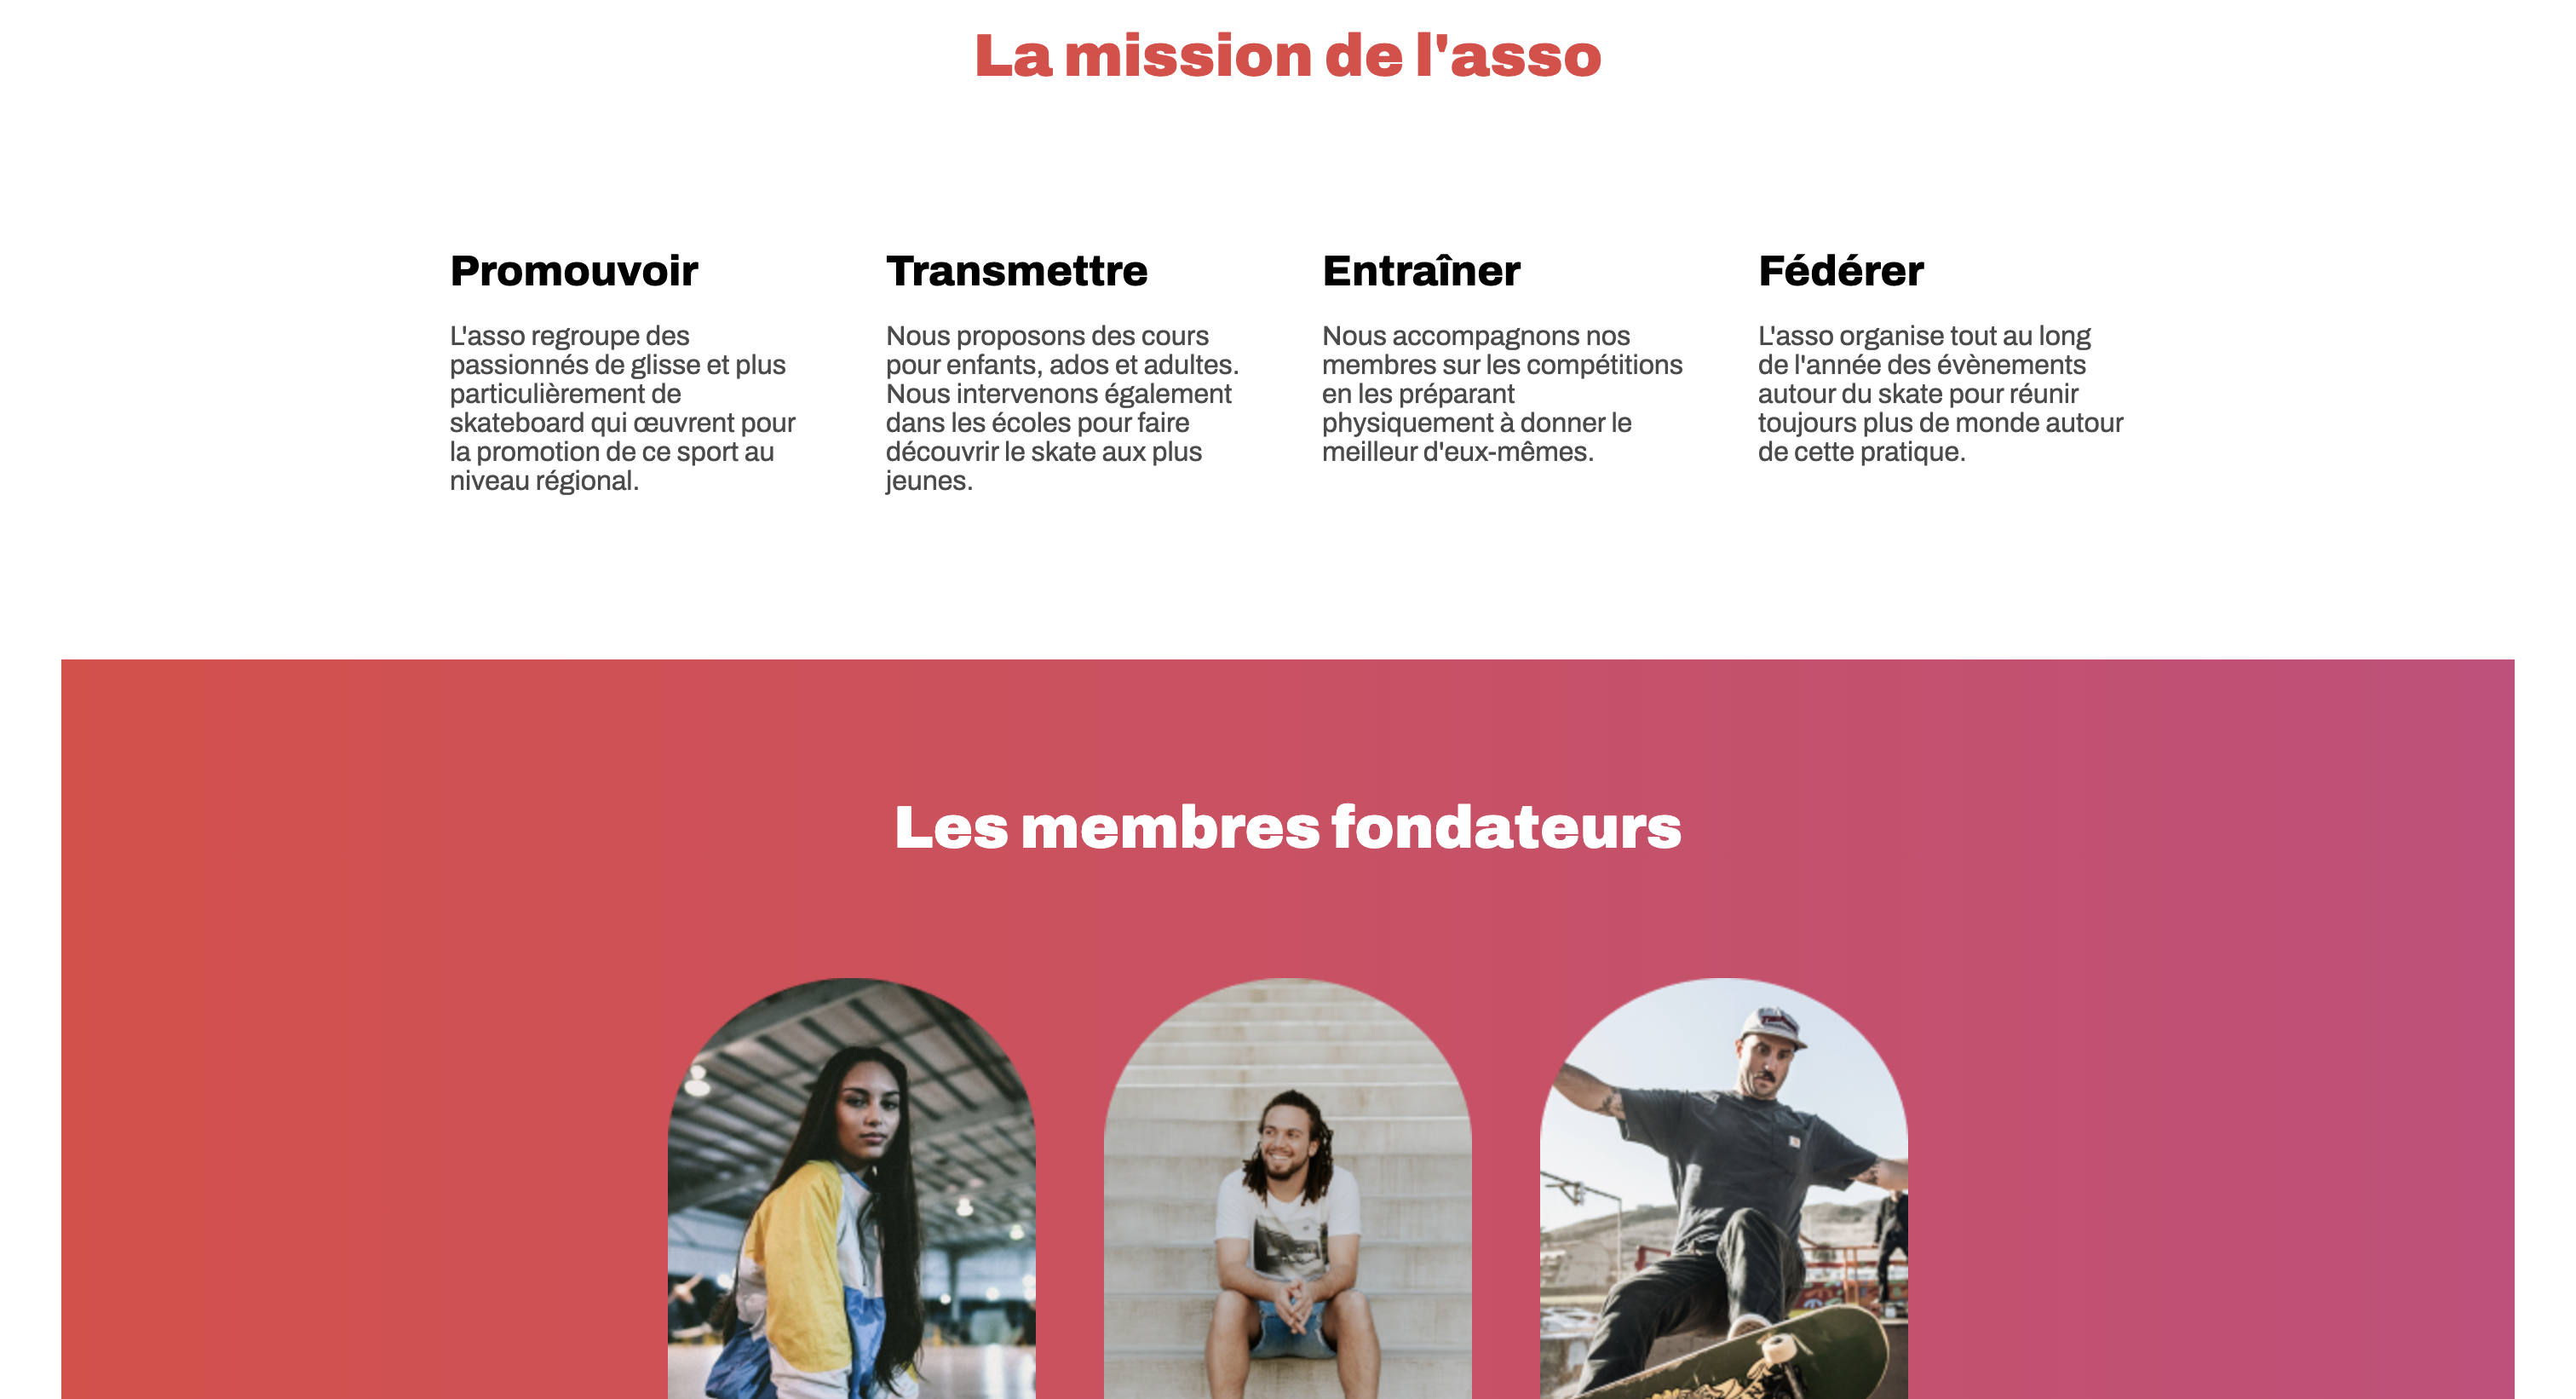 La mission de l'asso
Promouvoir
L'asso regroupe des
passionnés de glisse et plus
particulièrement de
skateboard qui œuvrent pour
la promotion de ce sport au
niveau régional.
Transmettre
Nous proposons des cours
pour enfants, ados et adultes.
Nous intervenons également
dans les écoles pour faire
découvrir le skate aux plus
jeunes.
Entraîner
Nous accompagnons nos
membres sur les compétitions
en les préparant
physiquement à donner le
meilleur d'eux-mêmes.
Fédérer
L'asso organise tout au long
de l'année des évènements
autour du skate pour réunir
toujours plus de monde autour
de cette pratique.
Les membres fondateurs